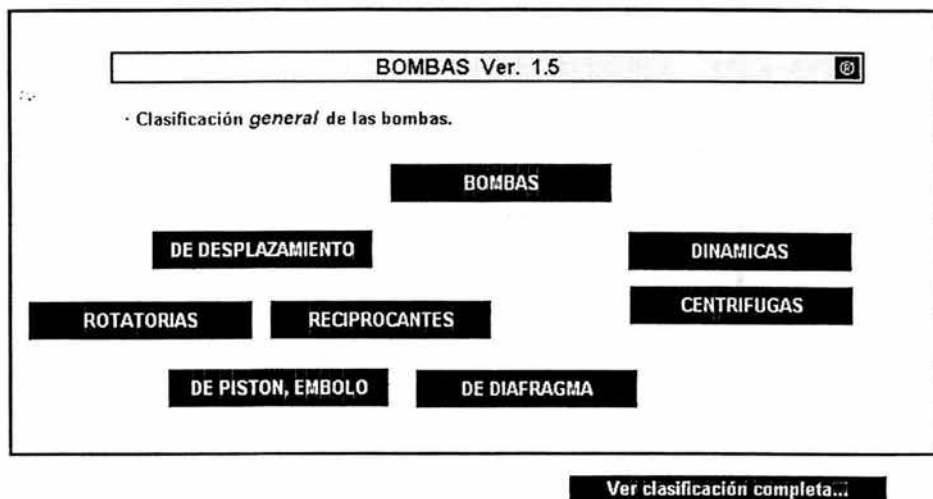 BOMBAS Ver. 1.5 ®
· Clasificación general de las bombas.
BOMBAS
DE DESPLAZAMIENTO
DINAMICAS
ROTATORIAS
RECIPROCANTES
CENTRIFUGAS
DE PISTON, EMBOLO
DE DIAFRAGMA
Ver clasificación completa...